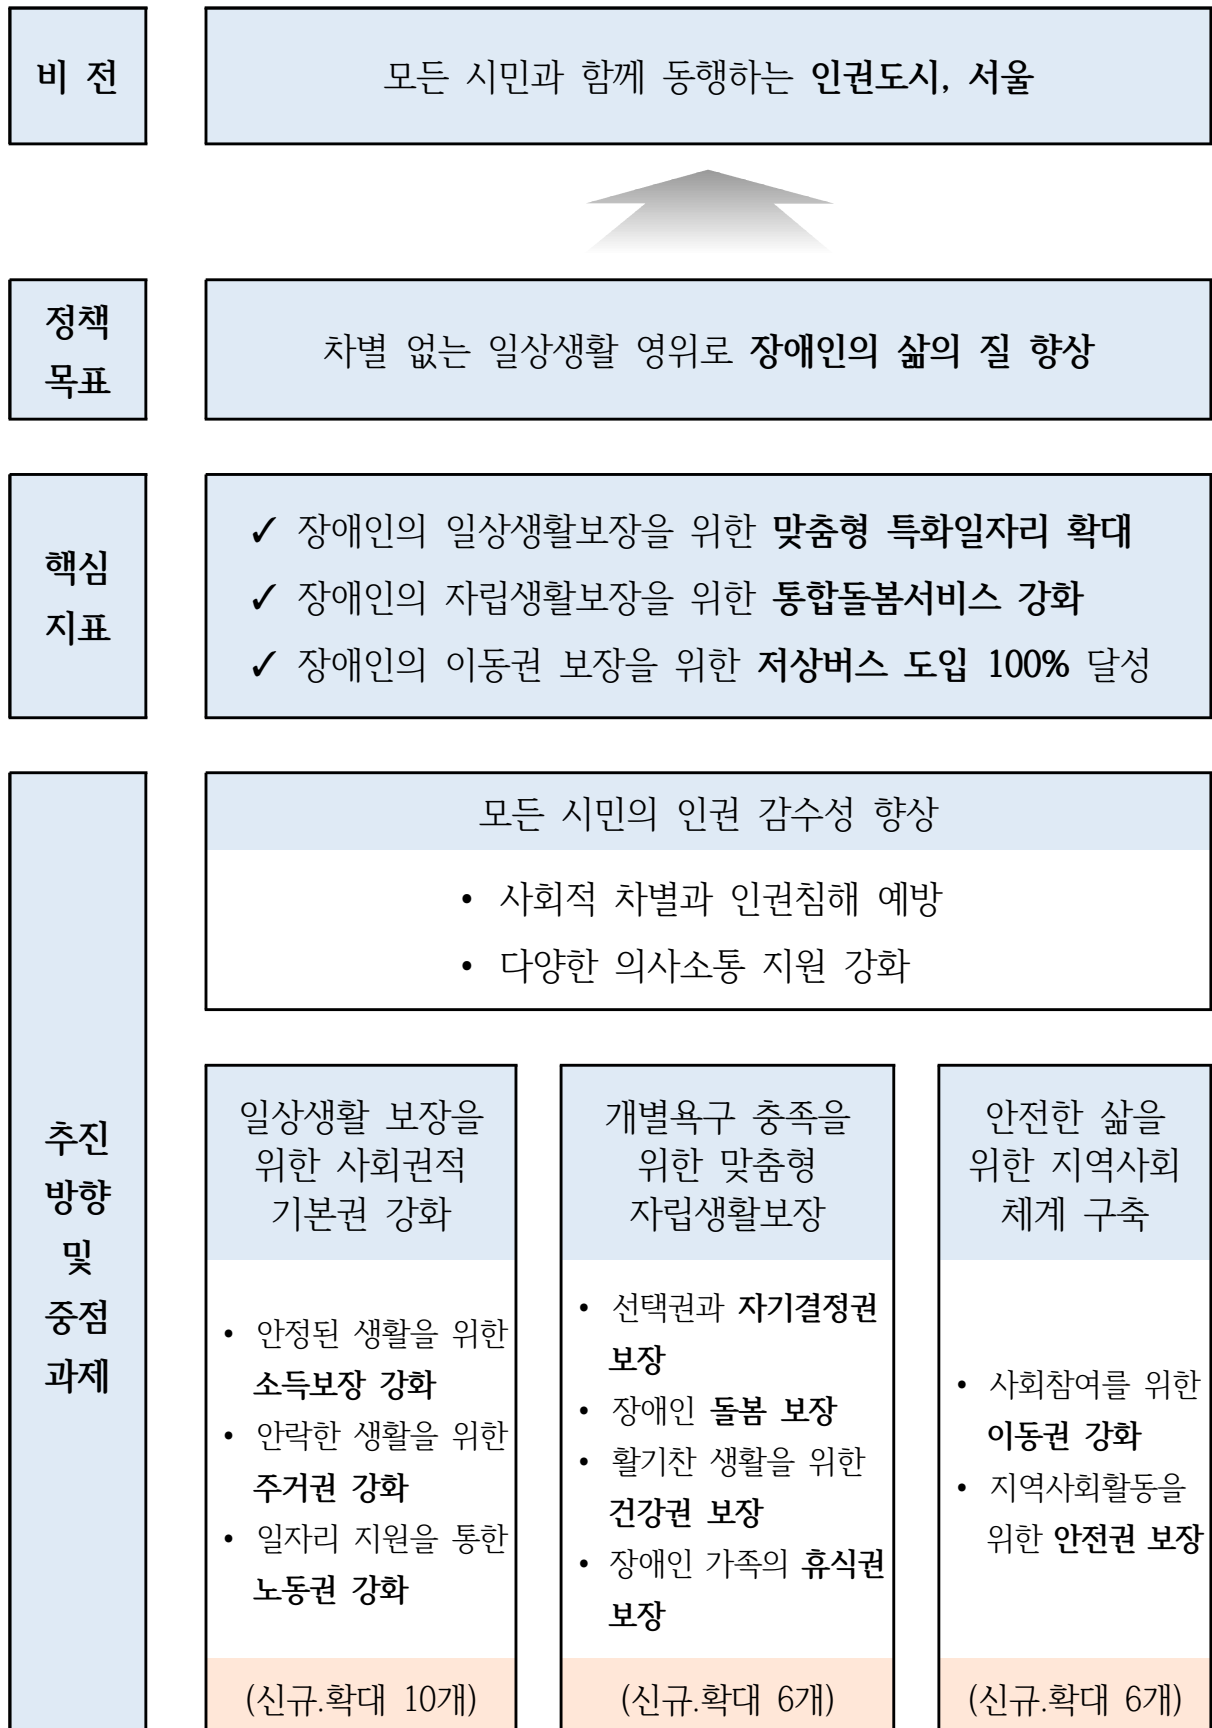 비 전
모든 시민과 함께 동행하는 인권도시, 서울
정책
목표
차별 없는 일상생활 영위로 장애인의 삶의 질 향상
핵심
지표
✓ 장애인의 일상생활보장을 위한 맞춤형 특화일자리 확대
✓ 장애인의 자립생활보장을 위한 통합돌봄서비스 강화
✓ 장애인의 이동권 보장을 위한 저상버스 도입 100% 달성
추진
방향
및
중점
과제
모든 시민의 인권 감수성 향상
• 사회적 차별과 인권침해 예방
• 다양한 의사소통 지원 강화
일상생활 보장을
위한 사회권적
기본권 강화
• 안정된 생활을 위한
소득보장 강화
• 안락한 생활을 위한
주거권 강화
• 일자리 지원을 통한
노동권 강화
(신규.확대 10개)
개별욕구 충족을
위한 맞춤형
자립생활보장
• 선택권과 자기결정권
보장
• 장애인 돌봄 보장
• 활기찬 생활을 위한
건강권 보장
• 장애인 가족의 휴식권
보장
(신규.확대 6개)
안전한 삶을
위한 지역사회
체계 구축
• 사회참여를 위한
이동권 강화
• 지역사회활동을
위한 안전권 보장
(신규.확대 6개)